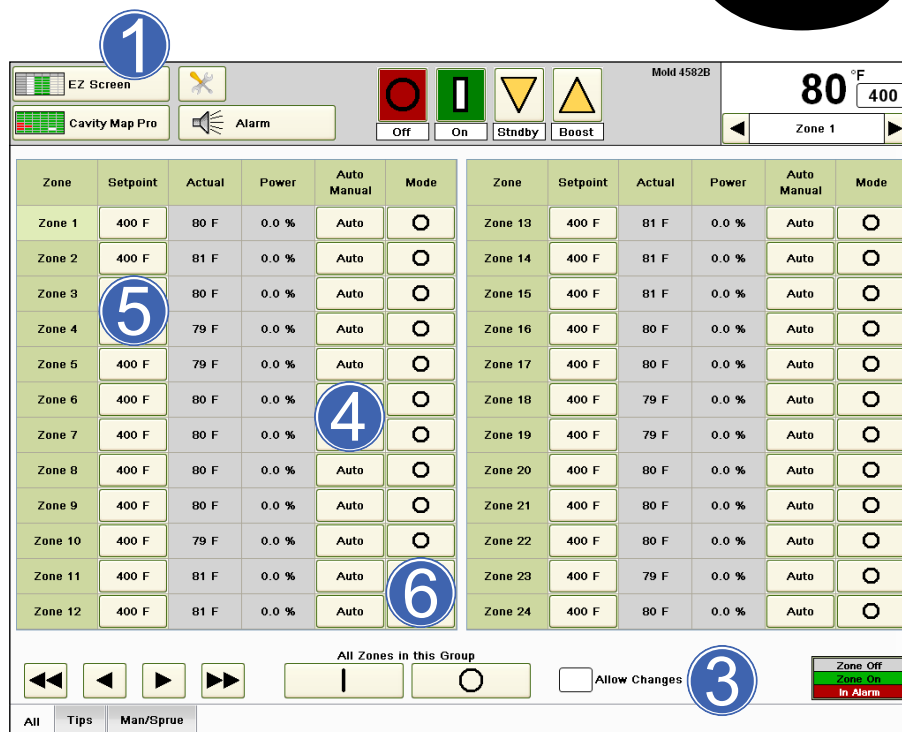 1
EZ Screen
Mold 4582B
80 °F
400
Cavity Map Pro
Alarm
Off
On
Stndby
Boost
Zone 1
Zone Setpoint Actual Power Auto Manual Mode Zone Setpoint Actual Power Auto Manual Mode
Zone 1 400 F 80 F 0.0 % Auto O Zone 13 400 F 81 F 0.0 % Auto O
Zone 2 400 F 81 F 0.0 % Auto O Zone 14 400 F 81 F 0.0 % Auto O
Zone 3 80 F 0.0 % Auto O Zone 15 400 F 81 F 0.0 % Auto O
5
Zone 4 79 F 0.0 % Auto O Zone 16 400 F 80 F 0.0 % Auto O
Zone 5 400 F 79 F 0.0 % Auto O Zone 17 400 F 80 F 0.0 % Auto O
Zone 6 400 F 80 F 0.0 % O Zone 18 400 F 79 F 0.0 % Auto O
4
Zone 7 400 F 80 F 0.0 % O Zone 19 400 F 79 F 0.0 % Auto O
Zone 8 400 F 80 F 0.0 % Auto O Zone 20 400 F 80 F 0.0 % Auto O
Zone 9 400 F 80 F 0.0 % Auto O Zone 21 400 F 80 F 0.0 % Auto O
Zone 10 400 F 79 F 0.0 % Auto O Zone 22 400 F 80 F 0.0 % Auto O
Zone 11 400 F 81 F 0.0 % Auto Zone 23 400 F 79 F 0.0 % Auto O
6
Zone 12 400 F 81 F 0.0 % Auto Zone 24 400 F 80 F 0.0 % Auto O
All Zones in this Group
I O
Allow Changes
3
Zone Off
Zone On
In Alarm
All Tips Man/Sprue